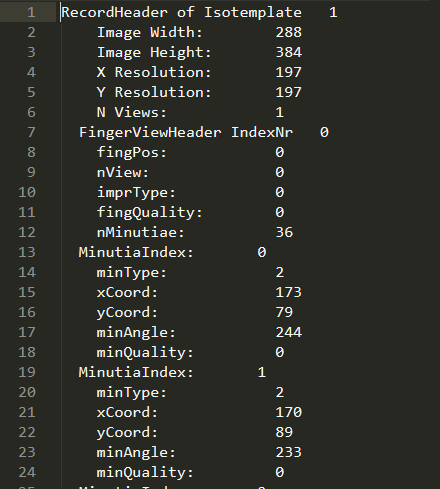 1 RecordHeader of Isotemplate 1
2 Image Width: 288
3 Image Height: 384
4 X Resolution: 197
5 Y Resolution: 197
6 N Views: 1
7 FingerViewHeader IndexNr 0
8 fingPos: 0
9 nView: 0
10 imprType: 0
11 fingQuality: 0
12 nMinutiae: 36
13 MinutiaIndex: 0
14 minType: 2
15 xCoord: 173
16 yCoord: 79
17 minAngle: 244
18 minQuality: 0
19 MinutiaIndex: 1
20 minType: 2
21 xCoord: 170
22 yCoord: 89
23 minAngle: 233
24 minQuality: 0